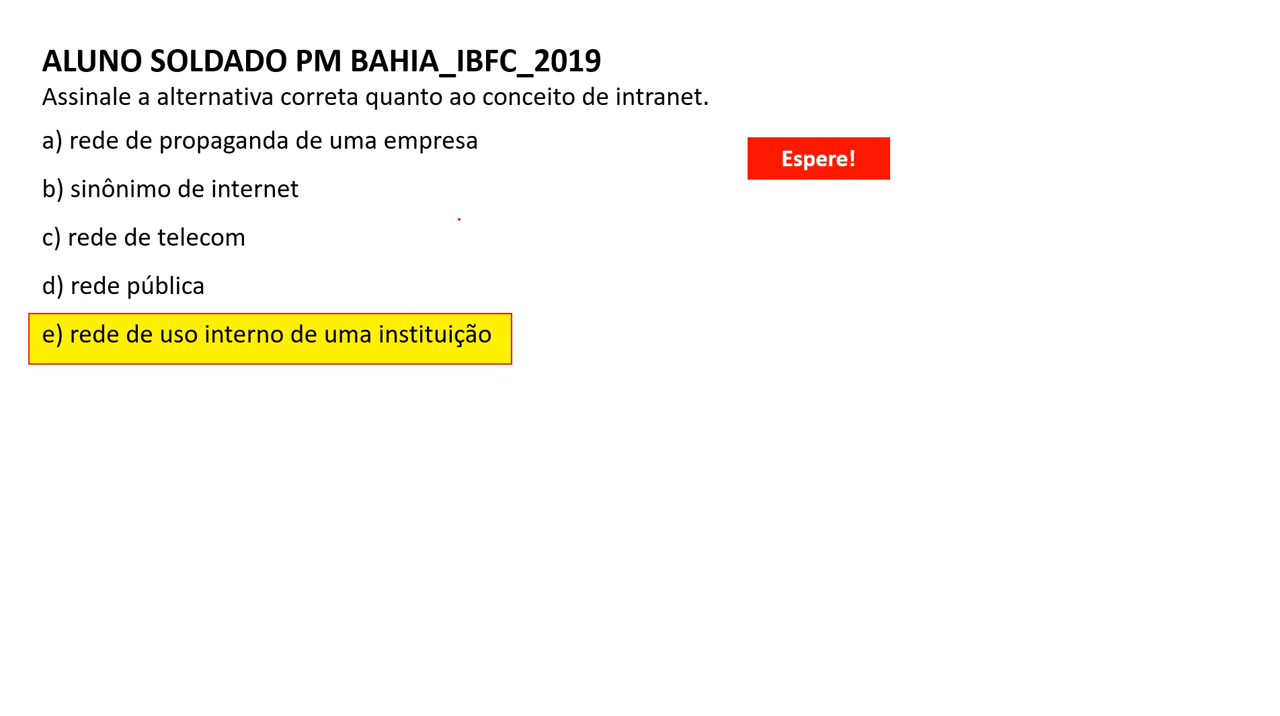 ALUNO SOLDADO PM BAHIA_IBFC_2019
Assinale a alternativa correta quanto ao conceito de intranet.
a) rede de propaganda de uma empresa
Espere!
b) sinônimo de internet
c) rede de telecom
d) rede pública
e) rede de uso interno de uma instituição